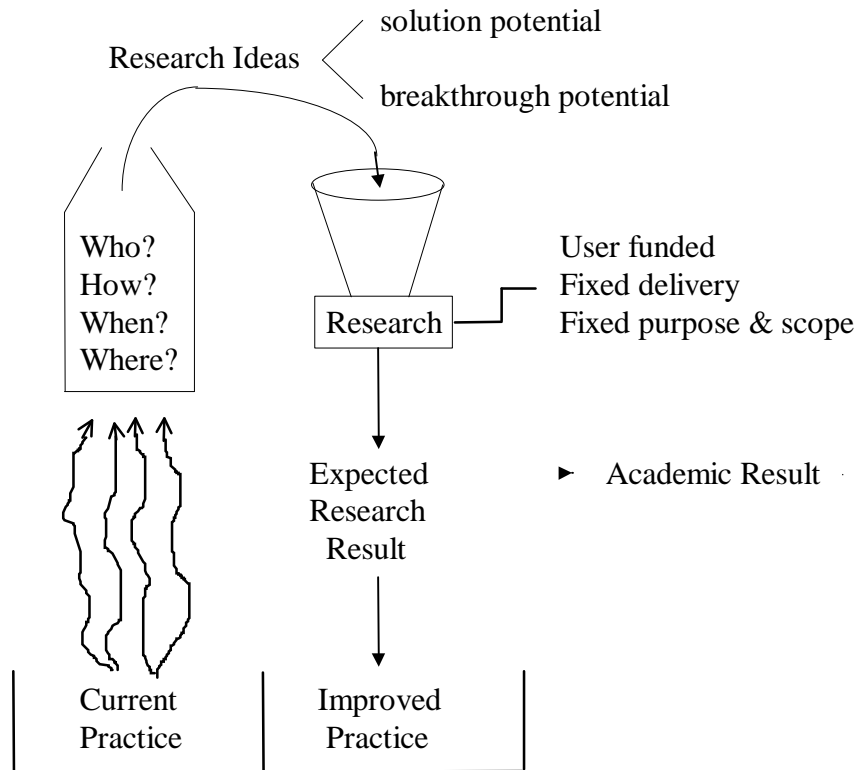 solution potential
Research Ideas
breakthrough potential
Who?
How?
When?
Where?
User funded
Fixed delivery
Fixed purpose & scope
Research
Expected
Research
Result
Academic Result
Current
Practice
Improved
Practice